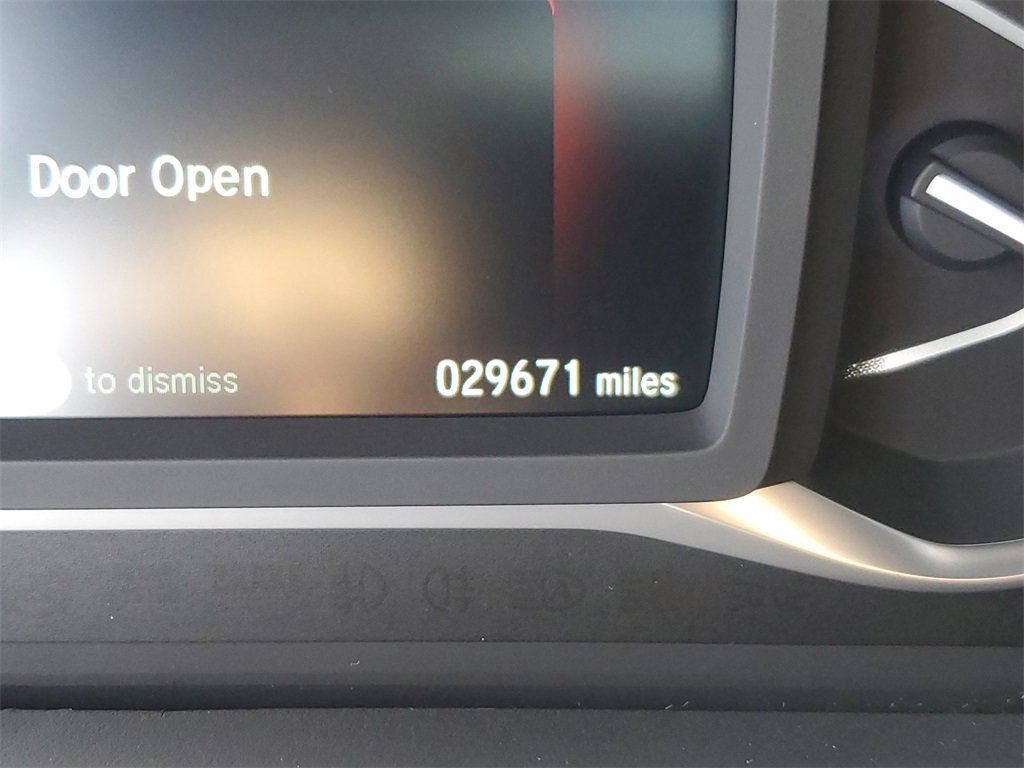 Door Open
to dismiss
029671 miles